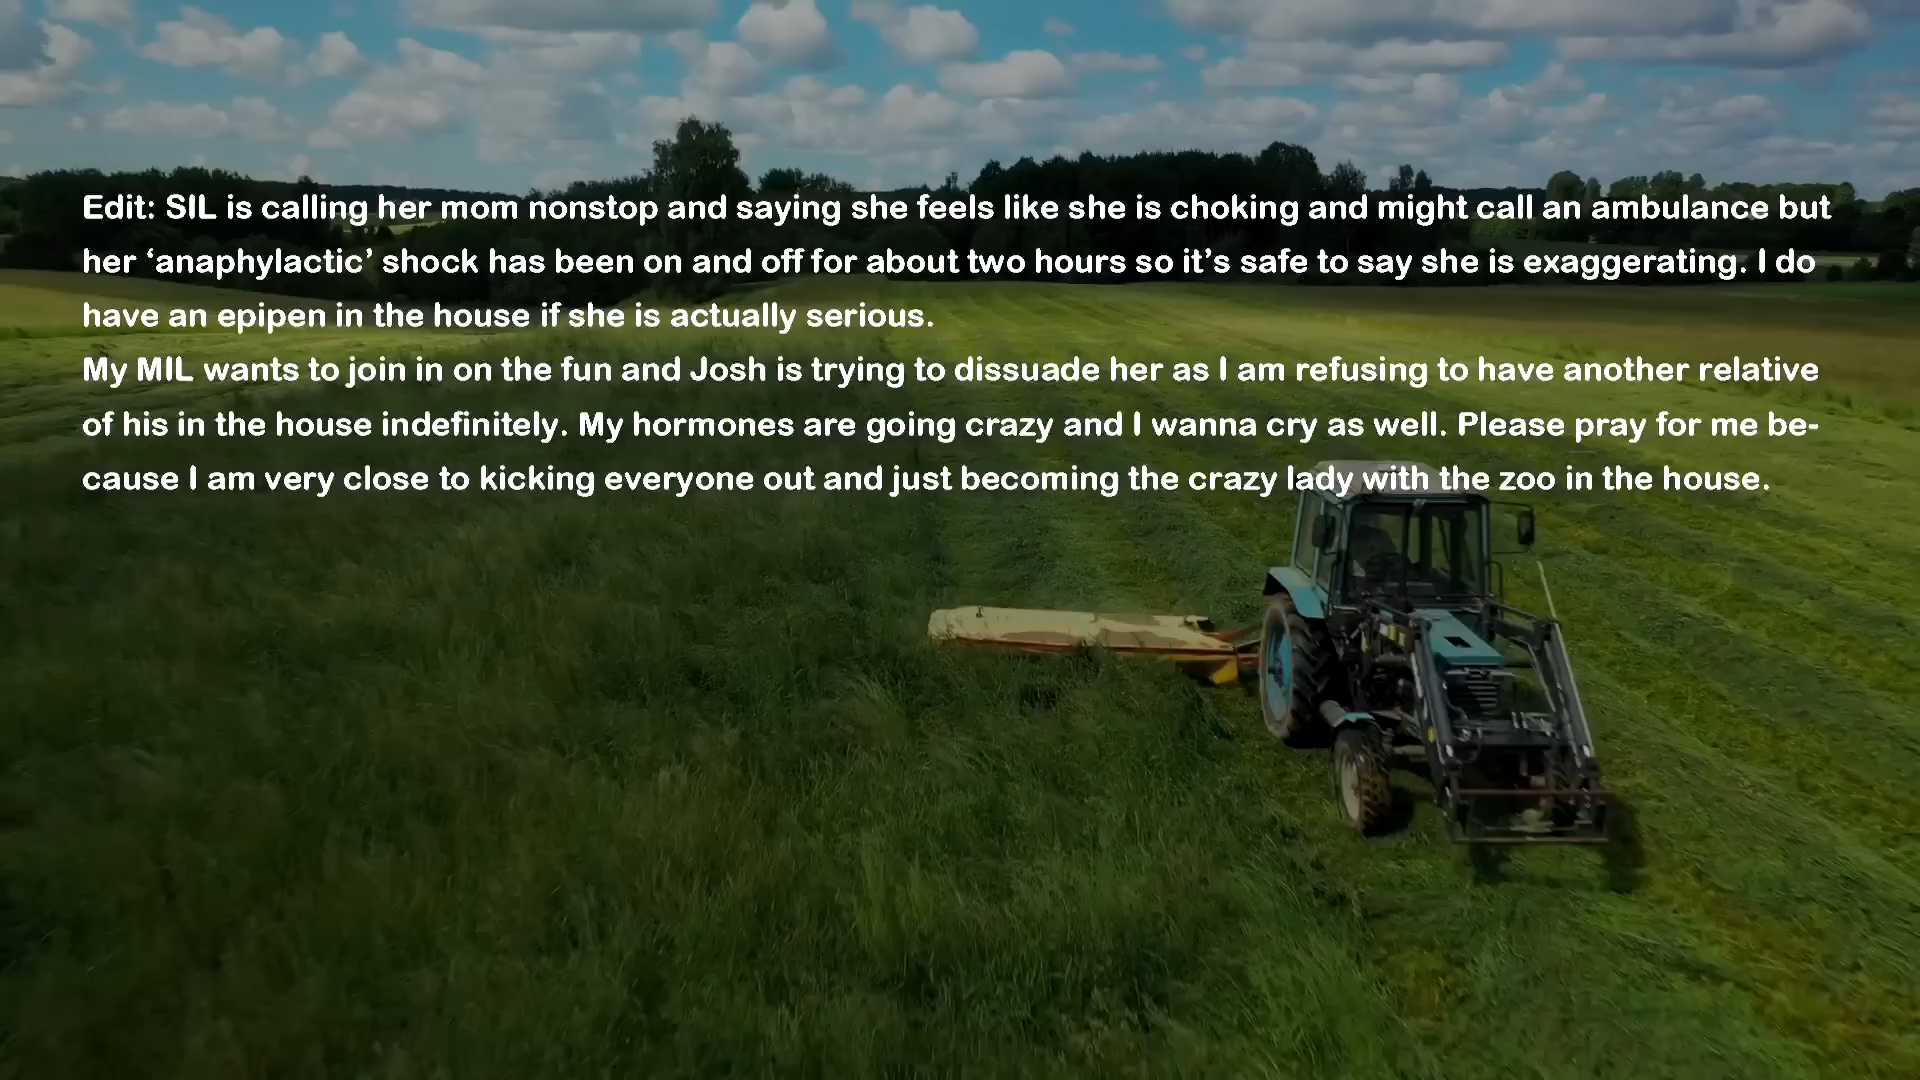 Edit: SIL is calling her mom nonstop and saying she feels like she is choking and might call an ambulance but
her ‘anaphylactic’ shock has been on and off for about two hours so it’s safe to say she is exaggerating. I do
have an epipen in the house if she is actually serious.
My MIL wants to join in on the fun and Josh is trying to dissuade her as I am refusing to have another relative
of his in the house indefinitely. My hormones are going crazy and I wanna cry as well. Please pray for me be-
cause I am very close to kicking everyone out and just becoming the crazy lady with the zoo in the house.